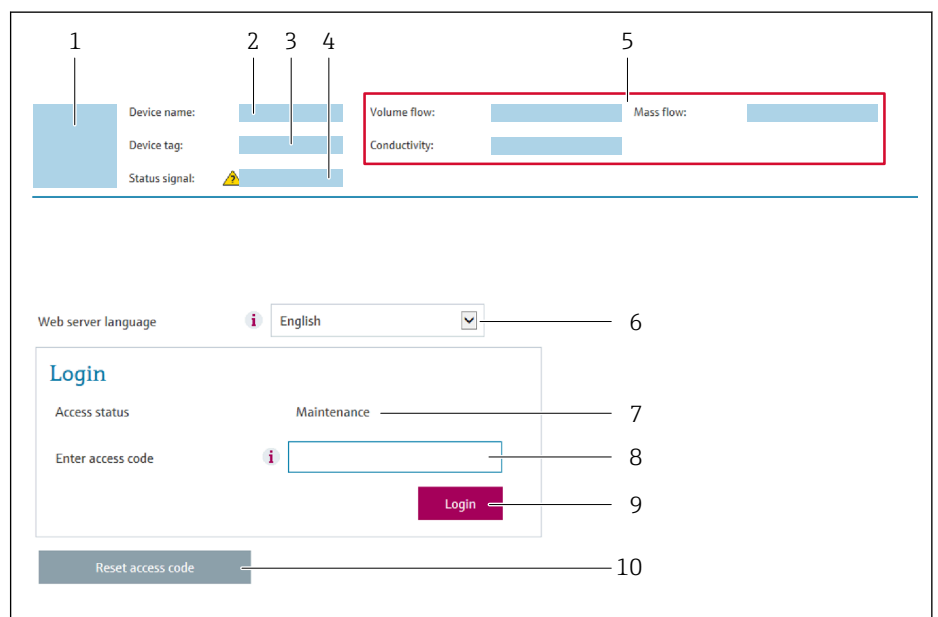 1 2 3 4 5
Device name: Volume flow: Mass flow:
Device tag: Conductivity:
Status signal: ?
Web server language i English 6
Login
Access status Maintenance 7
Enter access code i 8
Login 9
Reset access code 10